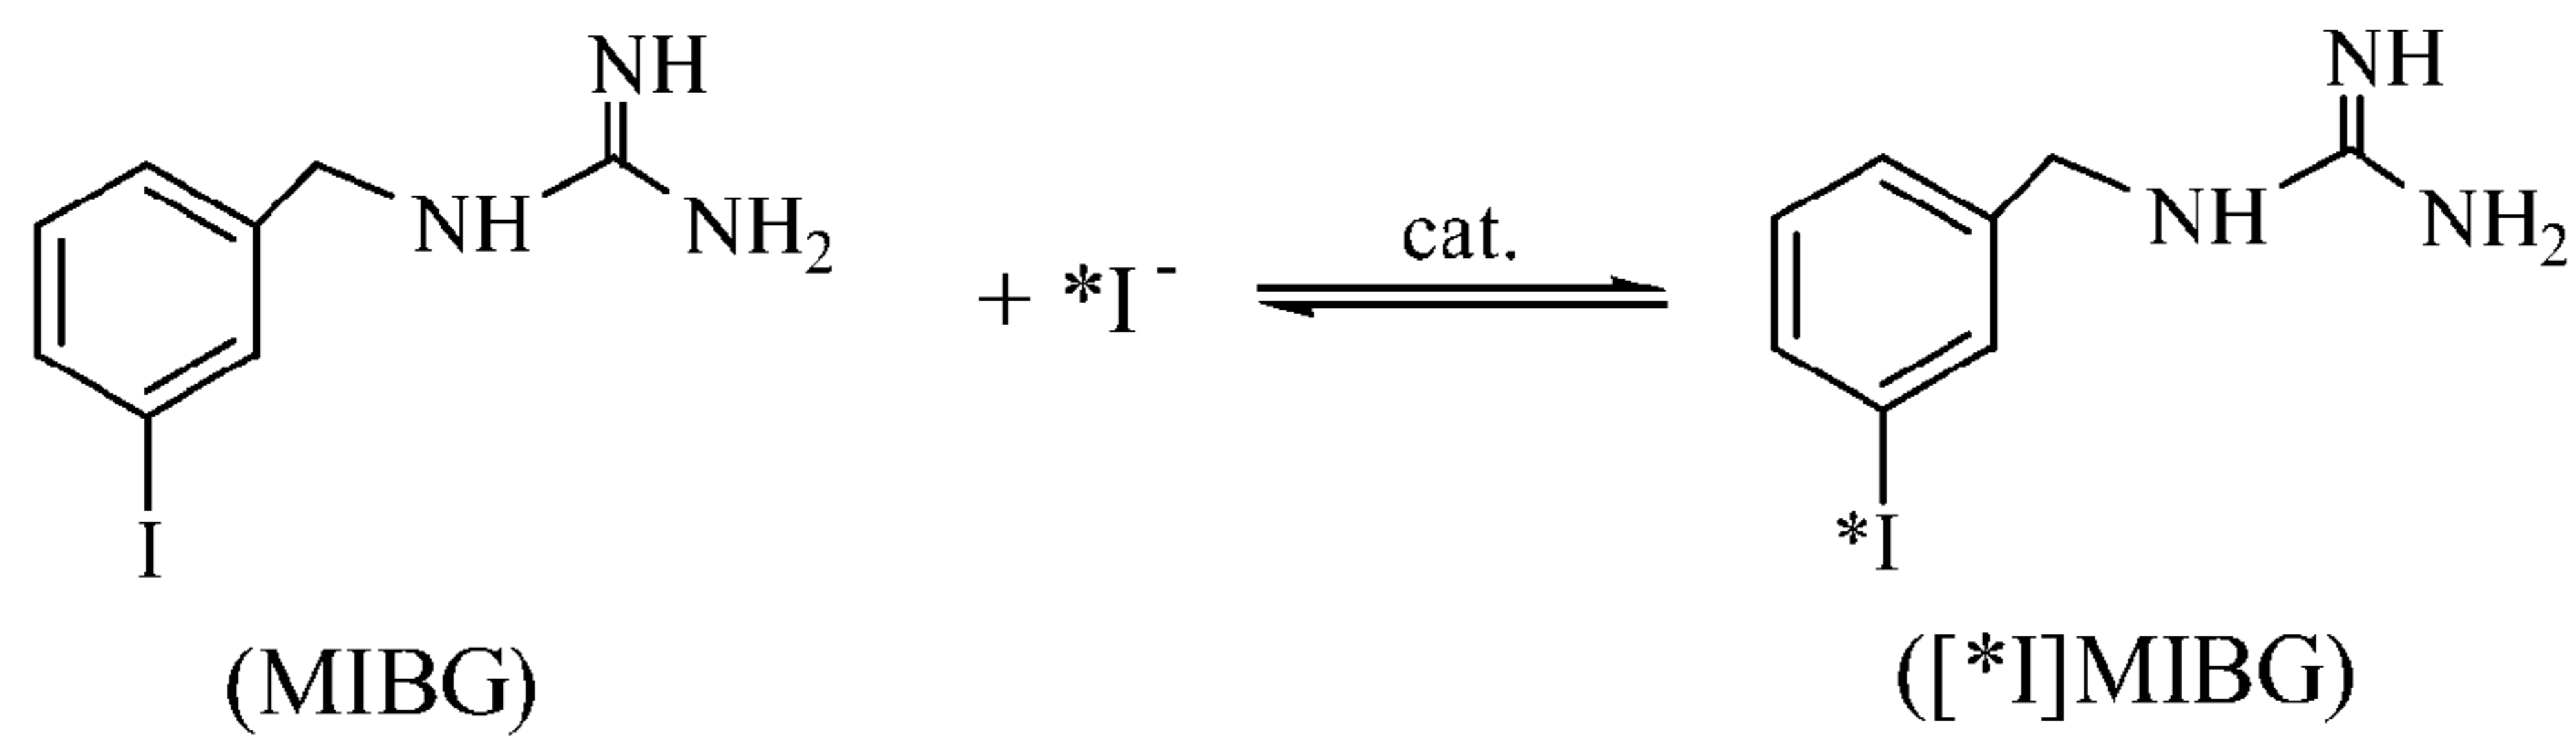 NH
NH
NH2
+ *I-
cat.
I
(MIBG)
NH
NH
NH2
*I
([*I]MIBG)